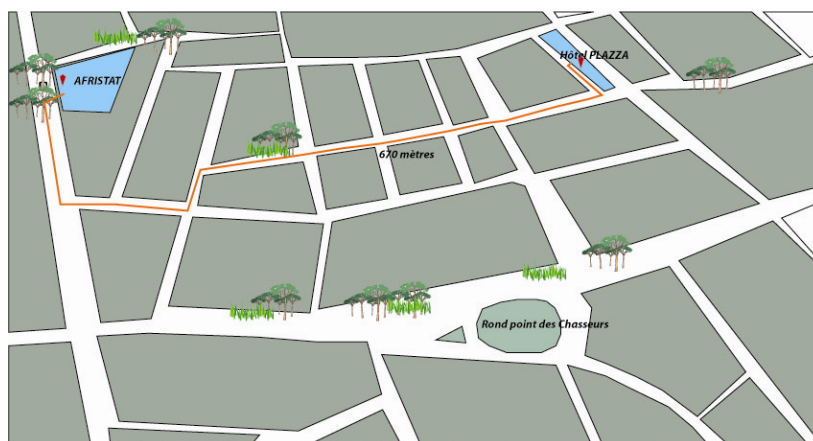 Hôtel PLAZZA
AFRISTAT
670 mètres
Rond point des Chasseurs